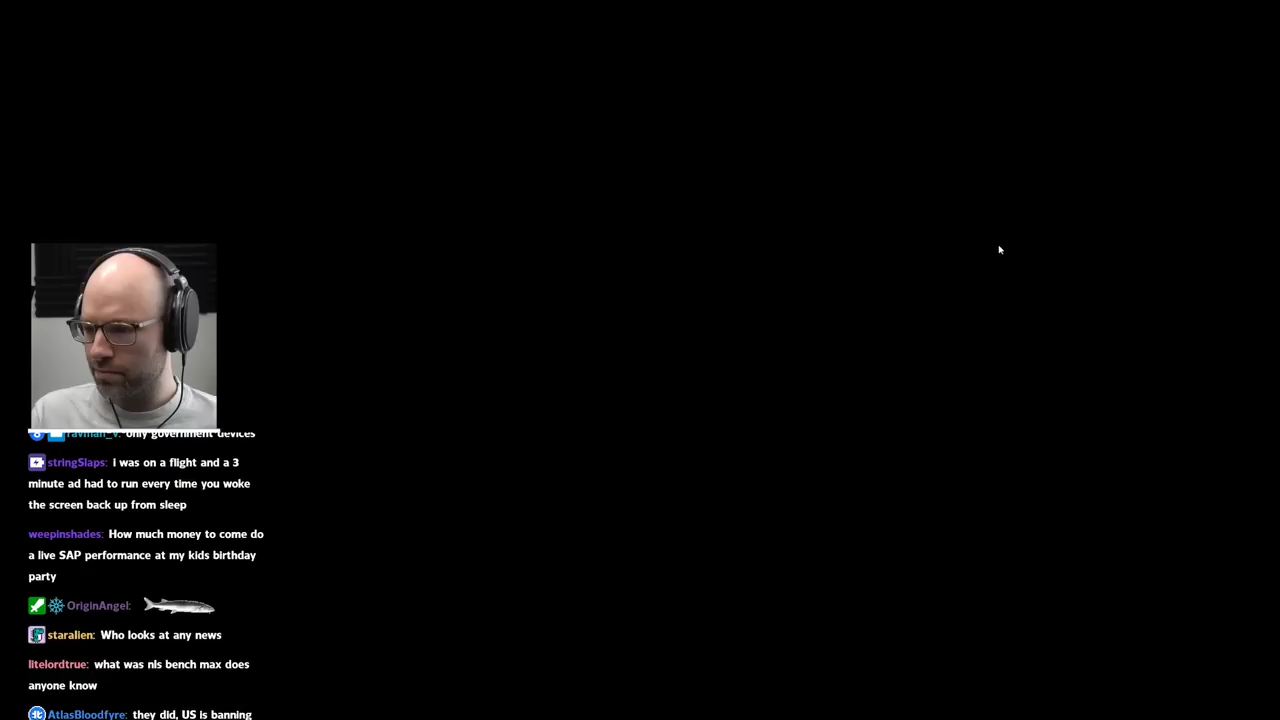 ravman_v: only government devices
stringSlaps: I was on a flight and a 3
minute ad had to run every time you woke
the screen back up from sleep
weepinshades: How much money to come do
a live SAP performance at my kids birthday
party
OriginAngel:
staralien: Who looks at any news
litelordtrue: what was nls bench max does
anyone know
AtlasBloodfyre: they did, US is banning